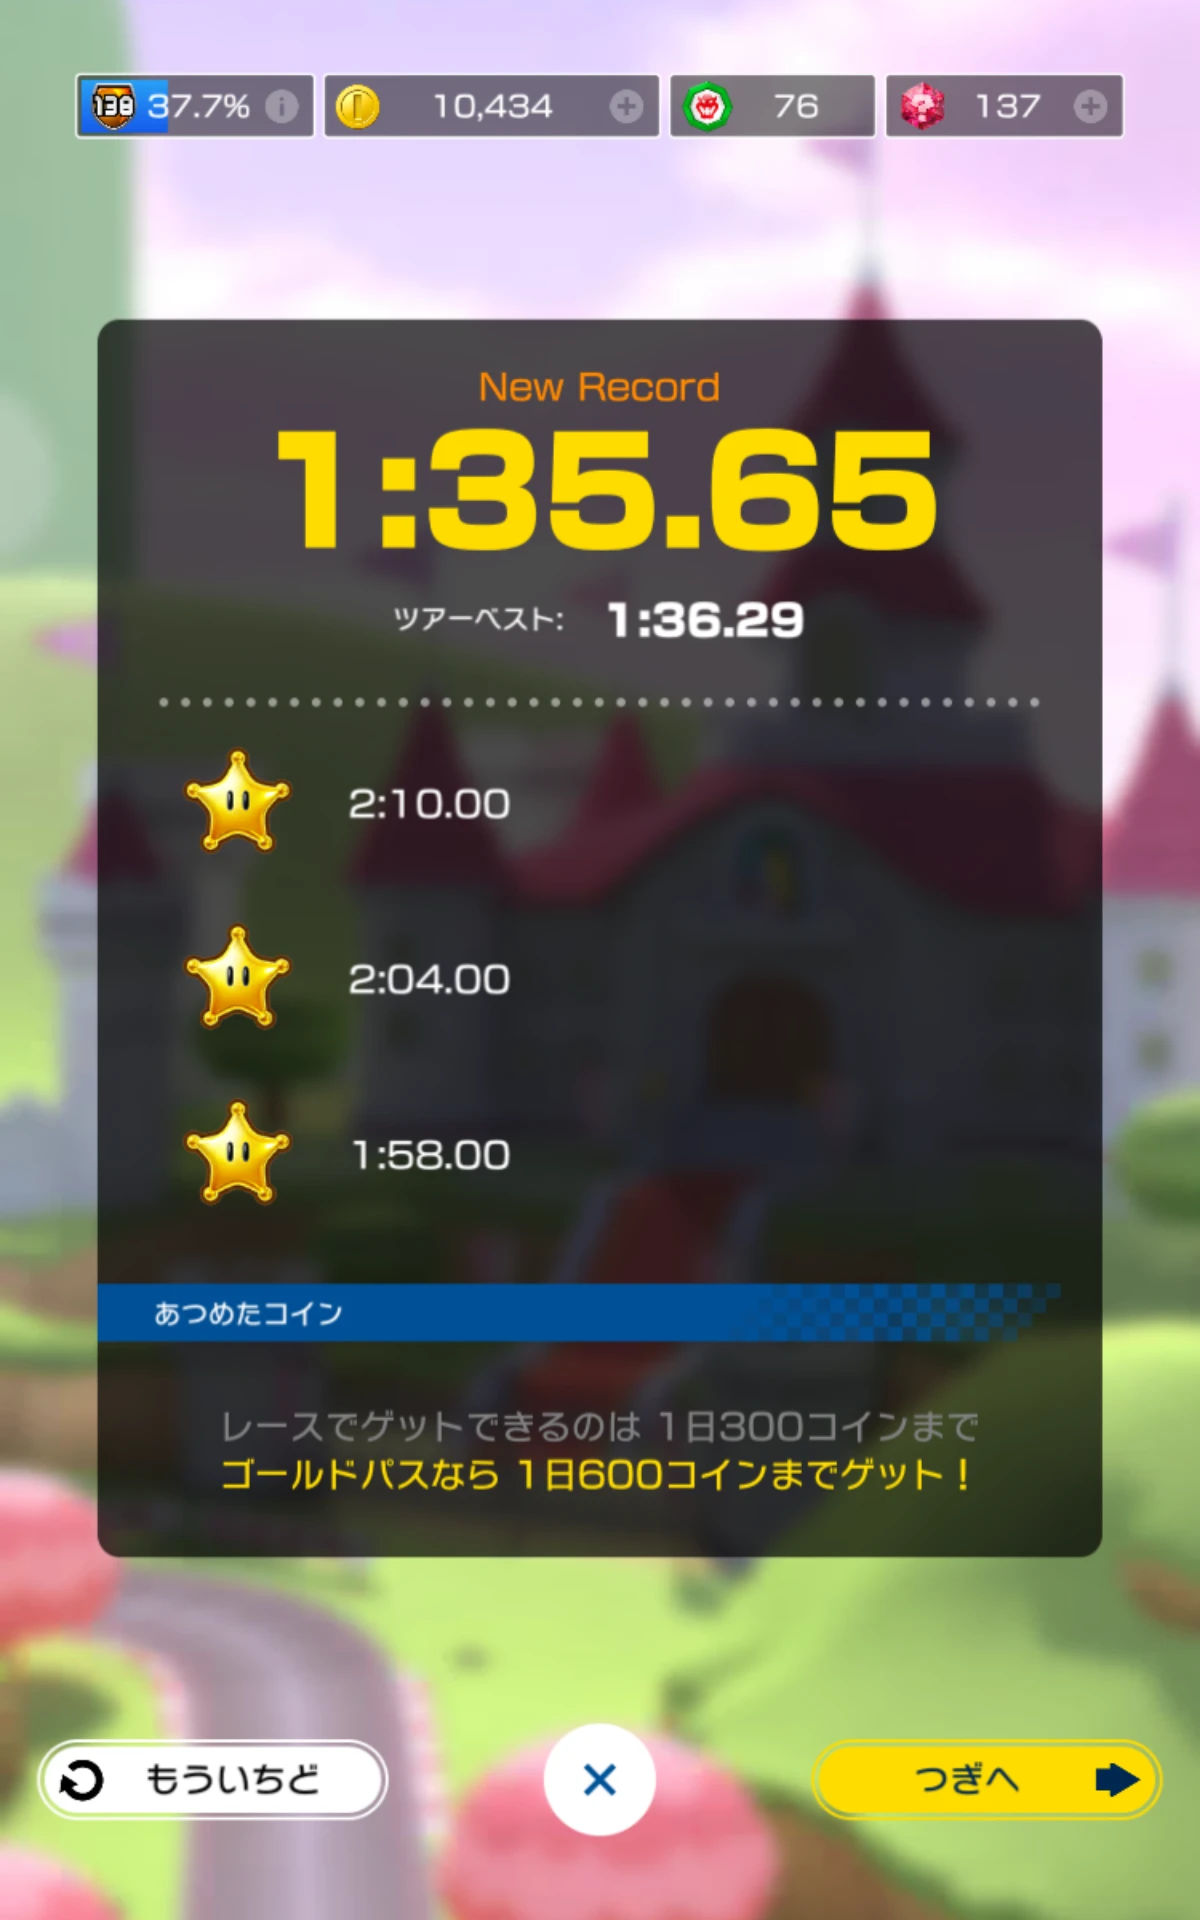 138 37.7% i 10,434 + 76 137 +
New Record
1:35.65
ツアーベスト: 1:36.29
2:10.00
2:04.00
1:58.00
あつめたコイン
レースでゲットできるのは 1日300コインまで
ゴールドパスなら 1日600コインまでゲット!
もういちど × つぎへ